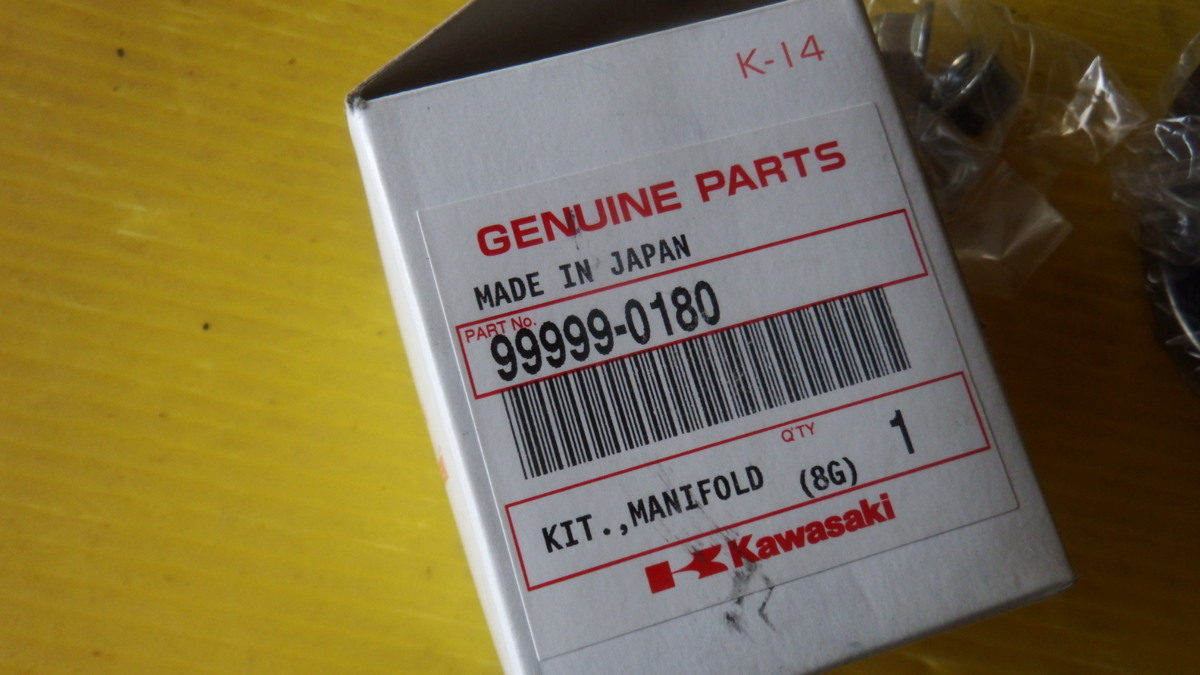 K-14
GENUINE PARTS
MADE IN JAPAN
PART No.
99999-0180
Q'TY
1
KIT.,MANIFOLD (8G)
Kawasaki